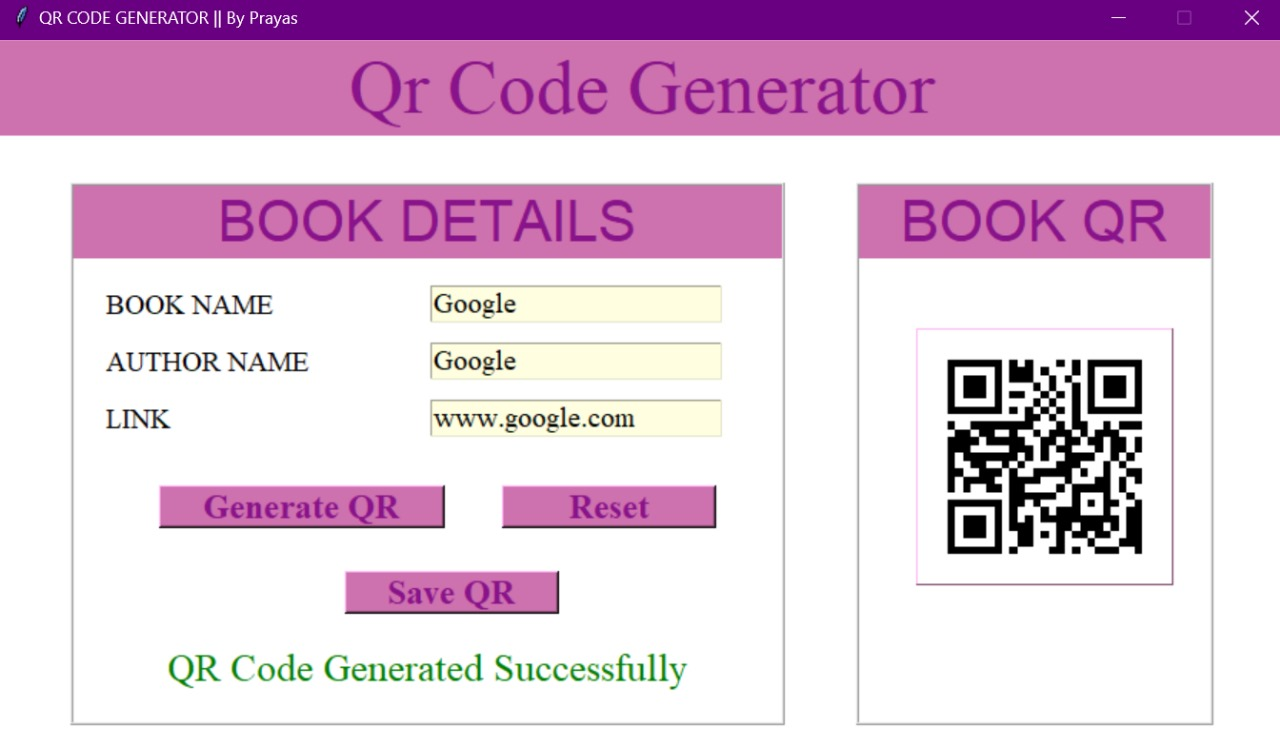 QR CODE GENERATOR || By Prayas
Qr Code Generator
BOOK DETAILS
BOOK NAME Google
AUTHOR NAME Google
LINK www.google.com
Generate QR Reset
Save QR
QR Code Generated Successfully
BOOK QR